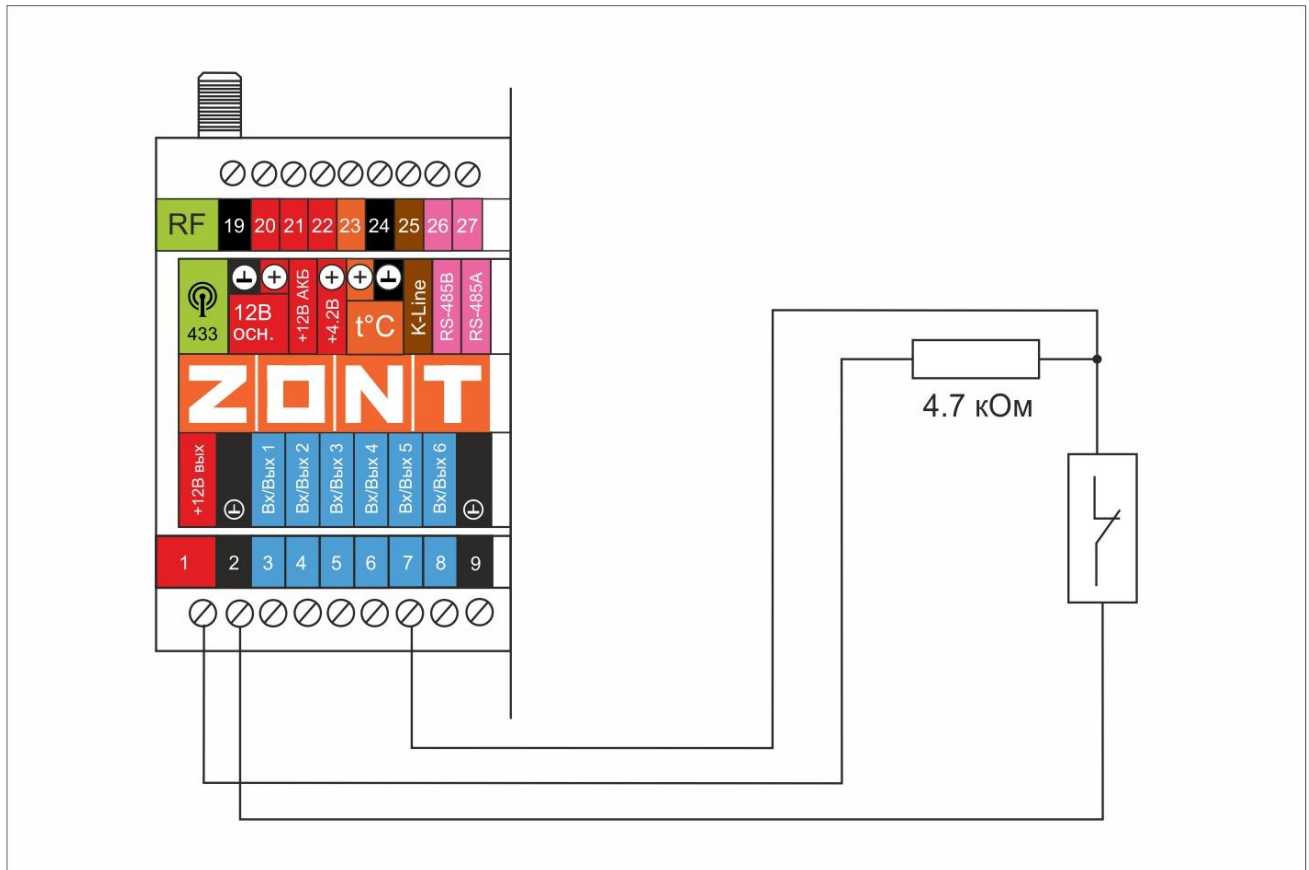 RF 19 20 21 22 23 24 25 26 27
433
12В
осн.
+12В АКБ
+4.2В
t°C
K-Line
RS-485B
RS-485A
ZONT
+12В вых
Вх/Вых 1
Вх/Вых 2
Вх/Вых 3
Вх/Вых 4
Вх/Вых 5
Вх/Вых 6
1 2 3 4 5 6 7 8 9
4.7 кОм